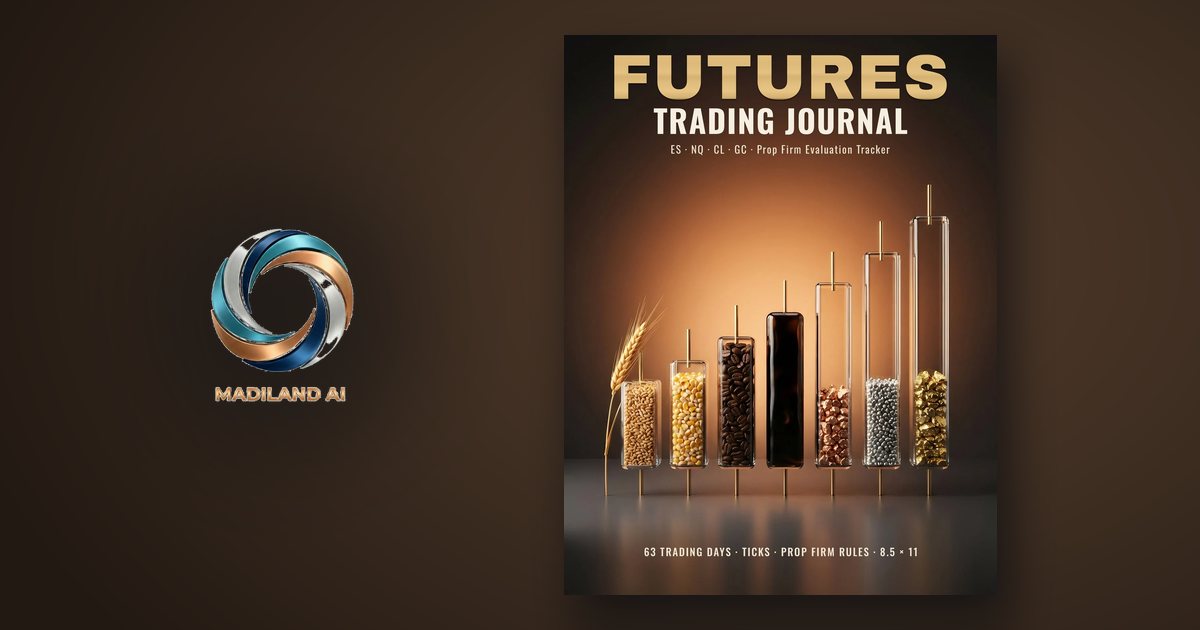 MADILAND AI
FUTURES
TRADING JOURNAL
ES · NQ · CL · GC · Prop Firm Evaluation Tracker
63 TRADING DAYS · TICKS · PROP FIRM RULES · 8.5 × 11